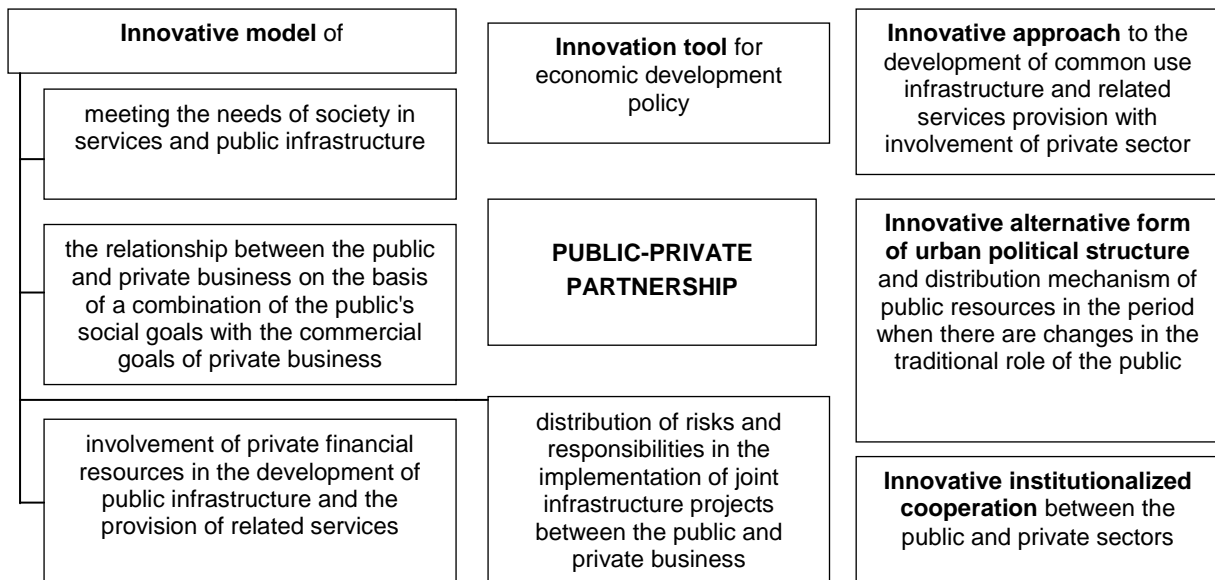 Innovative model of
meeting the needs of society in
services and public infrastructure
the relationship between the public
and private business on the basis
of a combination of the public's
social goals with the commercial
goals of private business
involvement of private financial
resources in the development of
public infrastructure and the
provision of related services
Innovation tool for
economic development
policy
PUBLIC-PRIVATE
PARTNERSHIP
distribution of risks and
responsibilities in the
implementation of joint
infrastructure projects
between the public and
private business
Innovative approach to the
development of common use
infrastructure and related
services provision with
involvement of private sector
Innovative alternative form
of urban political structure
and distribution mechanism of
public resources in the period
when there are changes in the
traditional role of the public
Innovative institutionalized
cooperation between the
public and private sectors